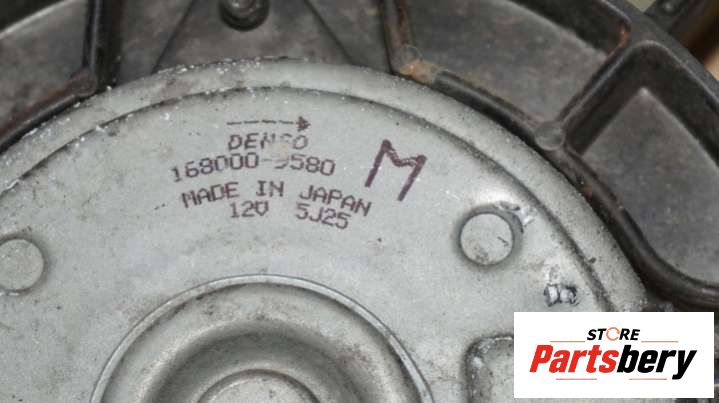 DENSO
168000-9580
M
MADE IN JAPAN
12V 5J25
STORE
Partsbery